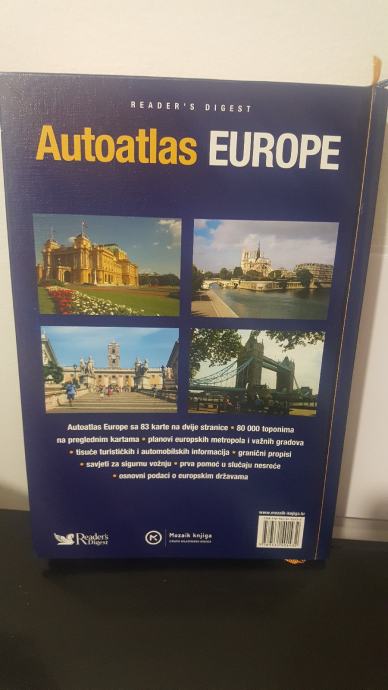 READER'S DIGEST
Autoatlas EUROPE
Autoatlas Europe sa 83 karte na dvije stranice • 80 000 toponima
na preglednim kartama • planovi europskih metropola i važnih gradova
• tisuće turističkih i automobilskih informacija • granični propisi
• savjeti za sigurnu vožnju • prva pomoć u slučaju nesreće
• osnovni podaci o europskim državama
www.mozaik-knjiga.hr
Reader's
Digest
Mozaik knjiga